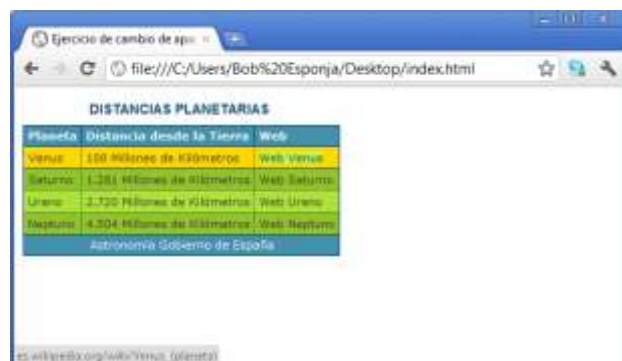 Ejercicio de cambio de apa
file:///C:/Users/Bob%20Esponja/Desktop/index.html
DISTANCIAS PLANETARIAS
Planeta Distancia desde la Tierra Web
Venus 108 Millones de Kilómetros Web Venus
Saturno 1.281 Millones de Kilómetros Web Saturno
Urano 2.720 Millones de Kilómetros Web Urano
Neptuno 4.504 Millones de Kilómetros Web Neptuno
Astronomía Gobierno de España
es.wikipedia.org/wiki/Venus_(planeta)